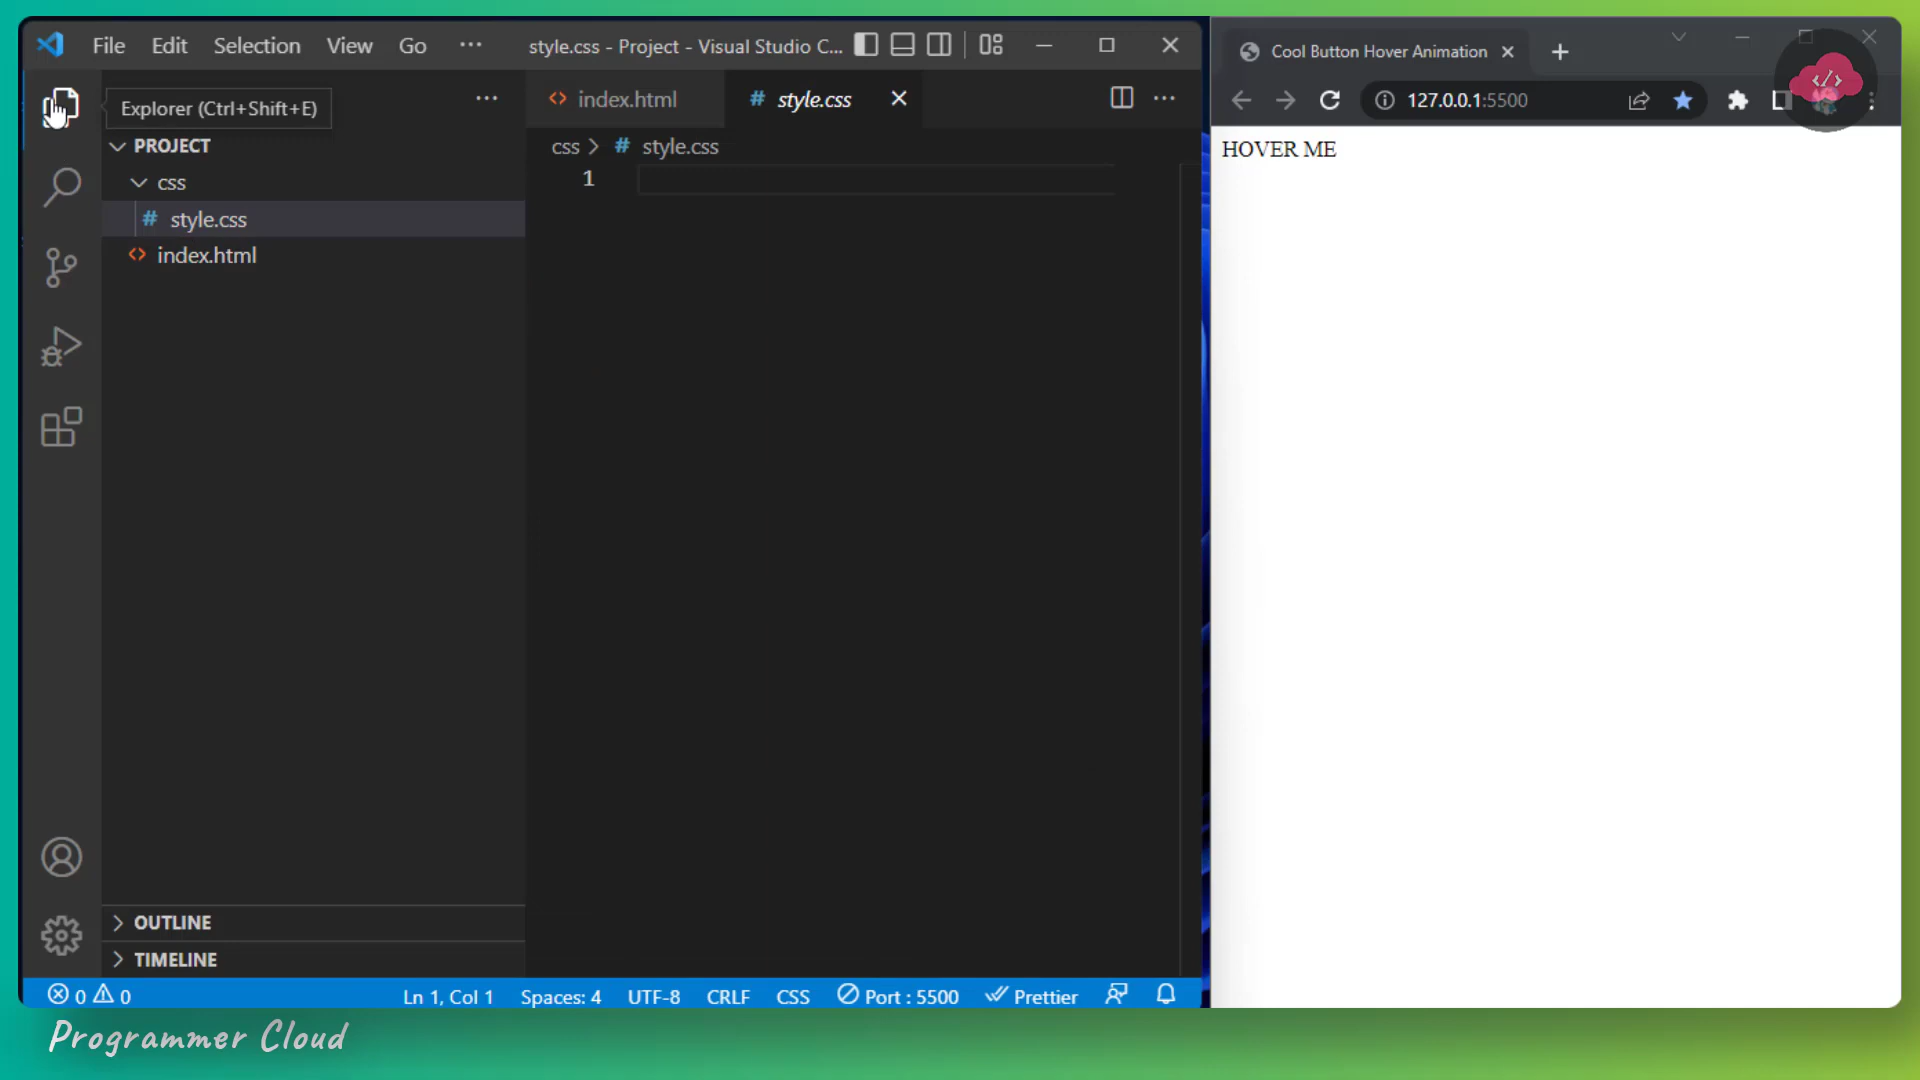 File Edit Selection View Go ··· style.css - Project - Visual Studio C...
Explorer (Ctrl+Shift+E)
PROJECT
css
# style.css
index.html
OUTLINE
TIMELINE
index.html
# style.css
css > # style.css
1
0 0 Ln 1, Col 1 Spaces: 4 UTF-8 CRLF CSS Port : 5500 Prettier
Cool Button Hover Animation
127.0.0.1:5500
HOVER ME
Programmer Cloud